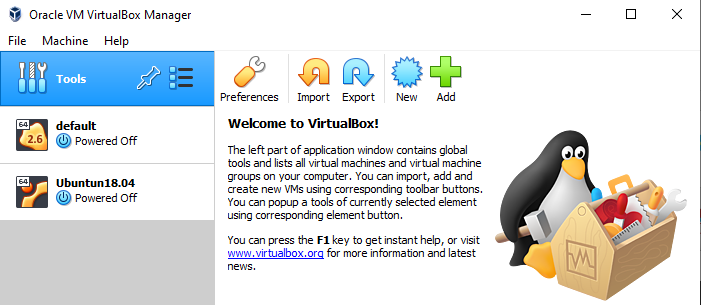 Oracle VM VirtualBox Manager
File Machine Help
Tools
Preferences Import Export New Add
64
2.6
default
Powered Off
64
Ubuntun18.04
Powered Off
Welcome to VirtualBox!
The left part of application window contains global
tools and lists all virtual machines and virtual machine
groups on your computer. You can import, add and
create new VMs using corresponding toolbar buttons.
You can popup a tools of currently selected element
using corresponding element button.
You can press the F1 key to get instant help, or visit
www.virtualbox.org for more information and latest
news.
VM